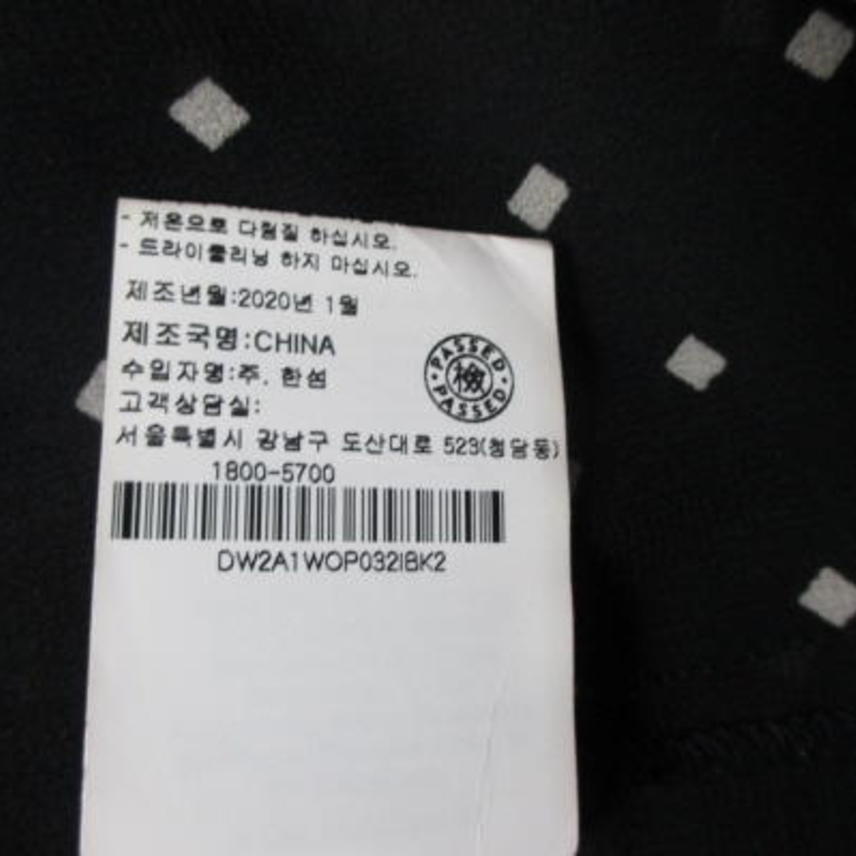 - 저온으로 다림질 하십시오.
- 드라이클리닝 하지 마십시오.
제조년월:2020년 1월
제조국명:CHINA
수입자명:주. 한섬
고객상담실:
서울특별시 강남구 도산대로 523(청담동)
1800-5700
DW2A1WOP032IBK2
PASSED
檢
PASSED